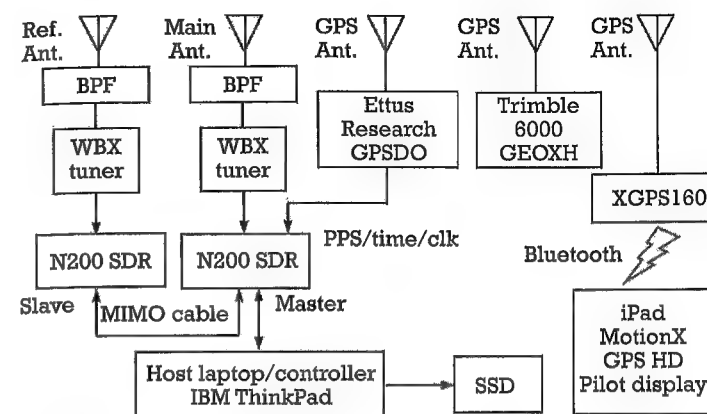 Ref.
Ant.
Main
Ant.
GPS
Ant.
GPS
Ant.
GPS
Ant.
BPF
BPF
Ettus
Research
GPSDO
Trimble
6000
GEOXH
WBX
tuner
WBX
tuner
XGPS160
N200 SDR
N200 SDR
PPS/time/clk
Bluetooth
Slave
MIMO cable
Master
iPad
MotionX
GPS HD
Pilot display
Host laptop/controller
IBM ThinkPad
SSD